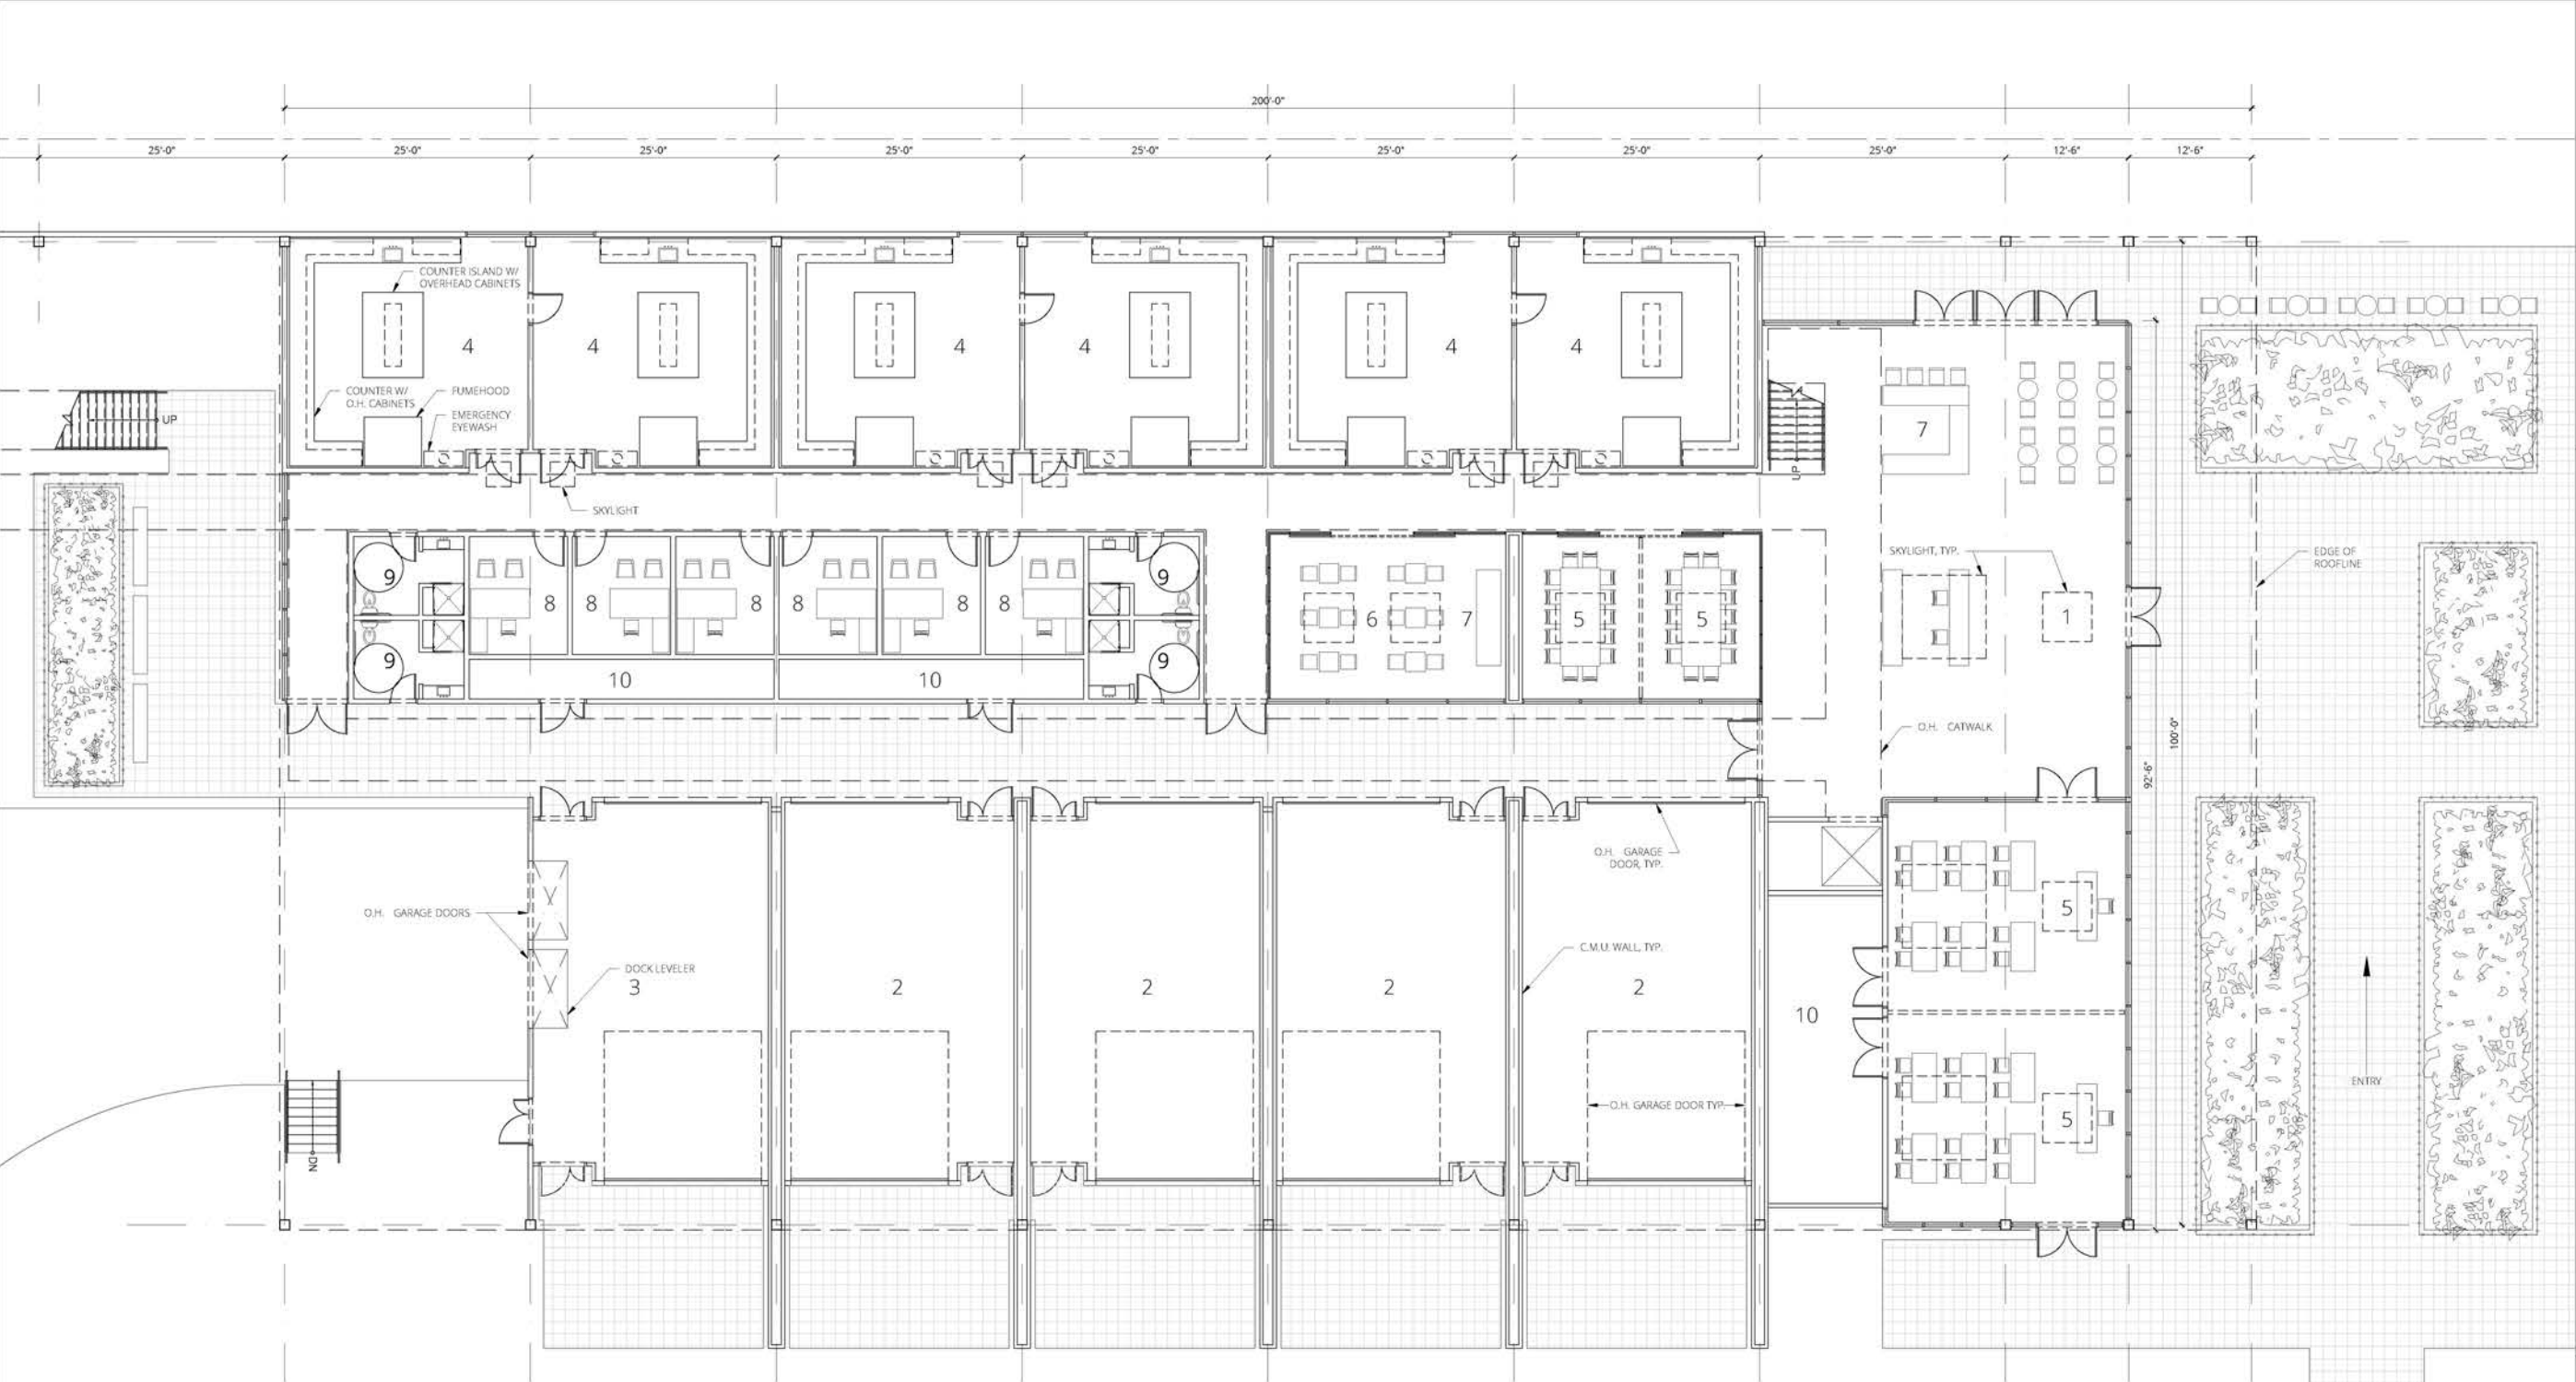 200'-0"
25'-0" 25'-0" 25'-0" 25'-0" 25'-0" 25'-0" 25'-0" 25'-0" 12'-6" 12'-6"
COUNTER ISLAND W/
OVERHEAD CABINETS
4 4 4 4 4 4
COUNTER W/
O.H. CABINETS
FUMEHOOD
EMERGENCY
EYEWASH
UP
UP
7
SKYLIGHT
SKYLIGHT, TYP.
EDGE OF
ROOFLINE
9 9
8 8 8 8 8 8
6 7 5 5 1
9 9
10 10
O.H. CATWALK
100'-0"
92'-6"
O.H. GARAGE
DOOR, TYP.
O.H. GARAGE DOORS
5
C.M.U. WALL, TYP.
DOCK LEVELER
3 2 2 2 2
10
ENTRY
O.H. GARAGE DOOR TYP.
5
DN